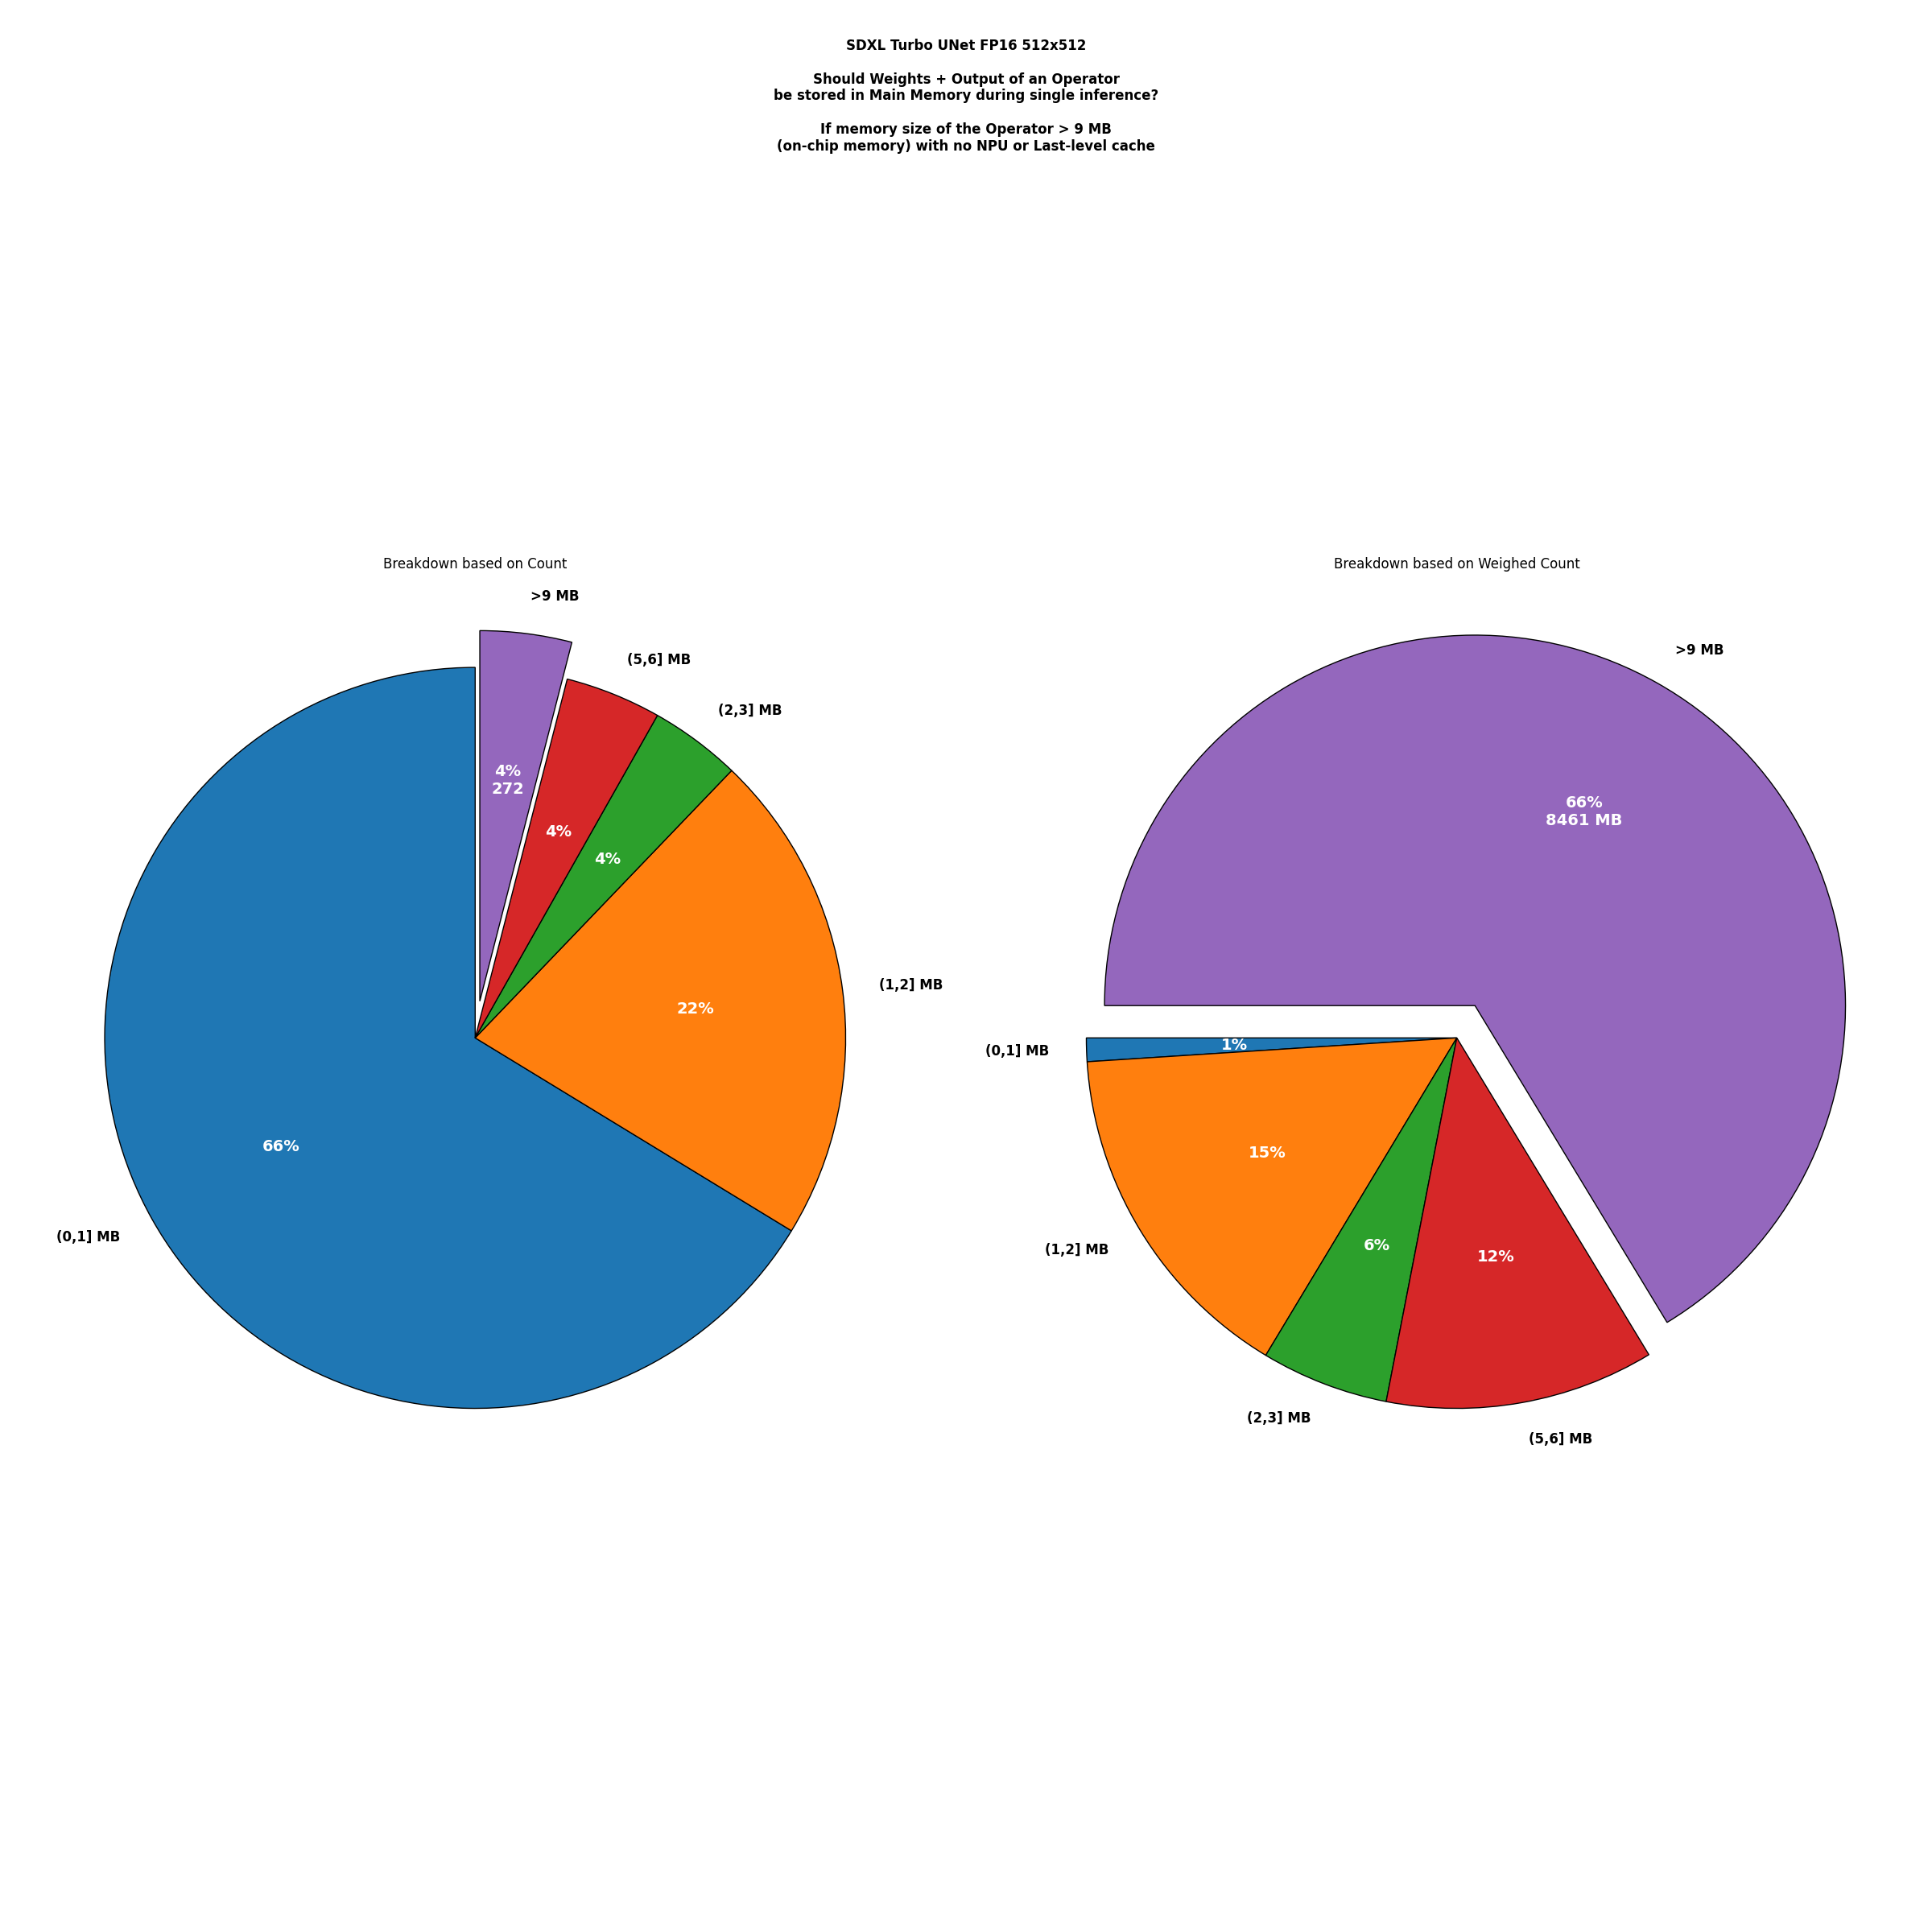 SDXL Turbo UNet FP16 512x512
Should Weights + Output of an Operator
be stored in Main Memory during single inference?
If memory size of the Operator > 9 MB
(on-chip memory) with no NPU or Last-level cache
Breakdown based on Count
>9 MB
(5,6] MB
(2,3] MB
4%
272
4%
4%
(1,2] MB
22%
66%
(0,1] MB
Breakdown based on Weighed Count
>9 MB
66%
8461 MB
(0,1] MB
1%
15%
(1,2] MB
6%
12%
(2,3] MB
(5,6] MB